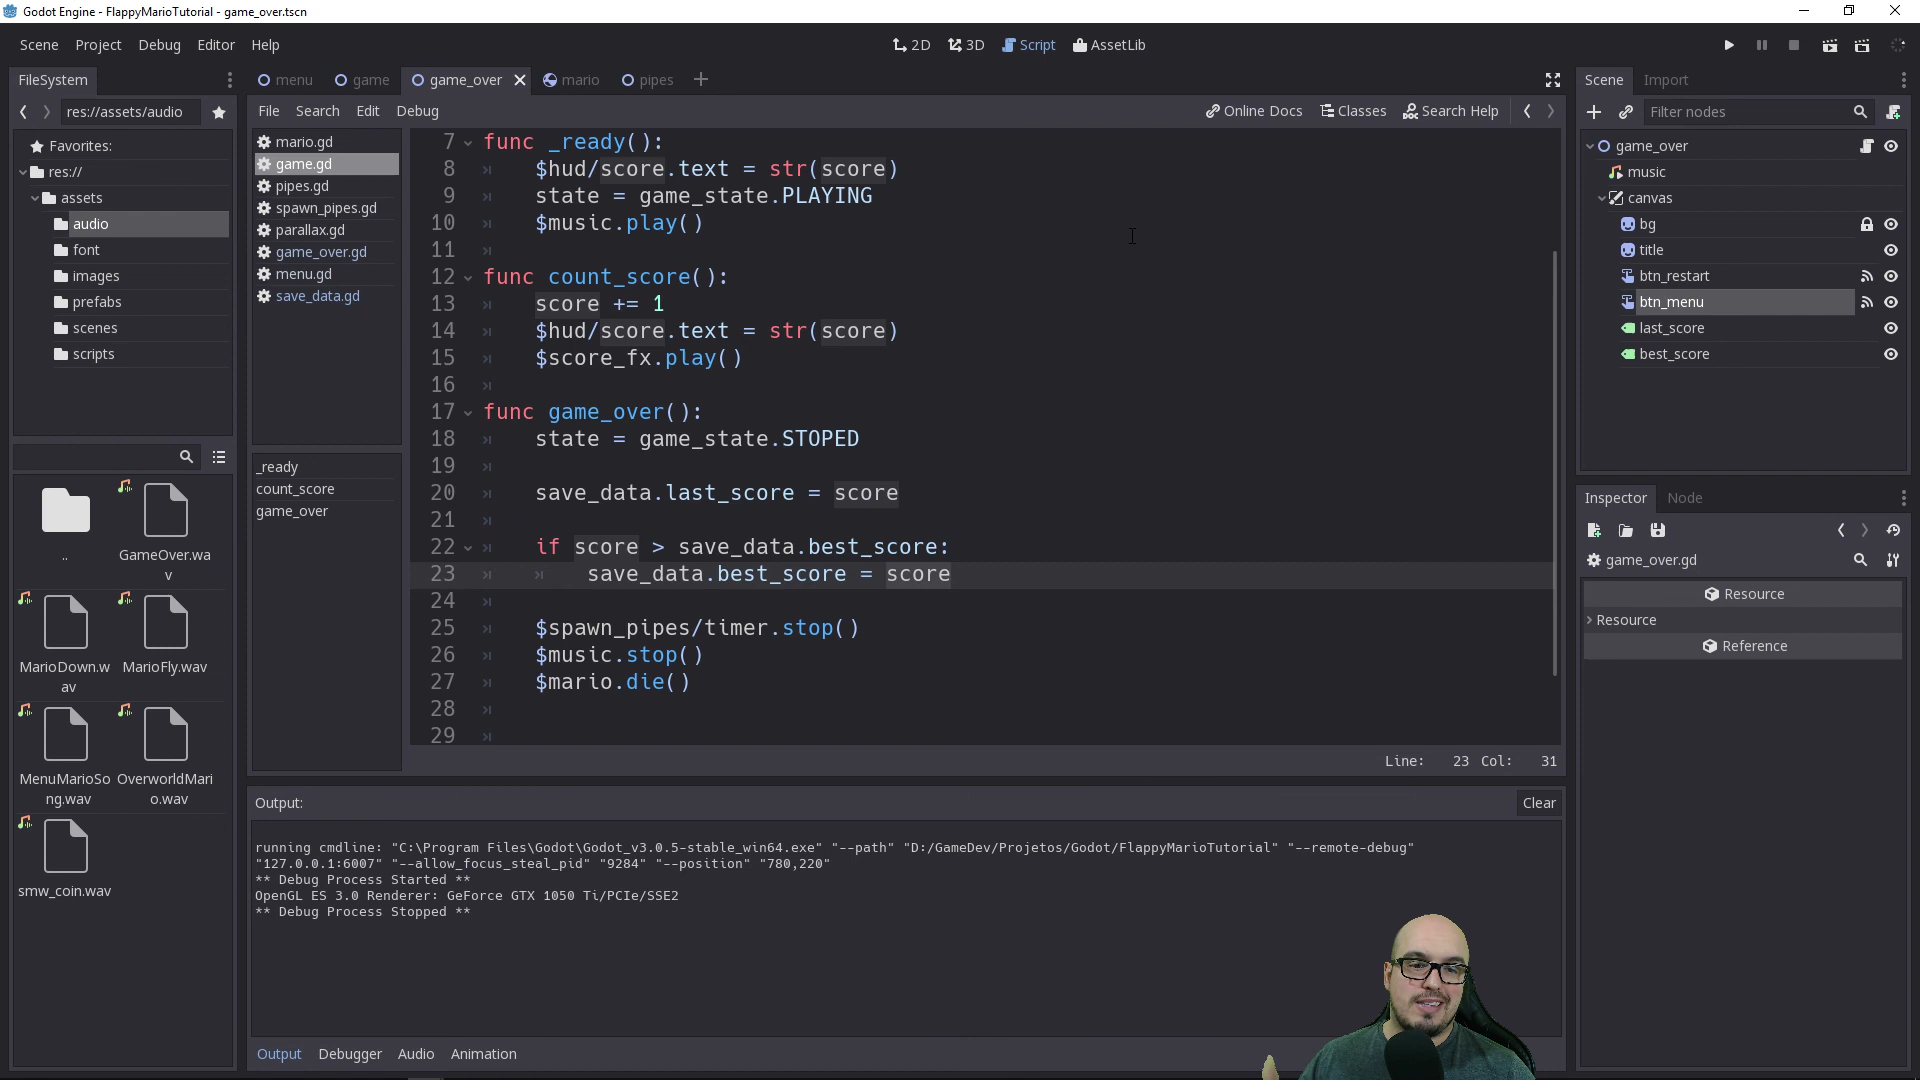 Godot Engine - FlappyMarioTutorial - game_over.tscn
Scene Project Debug Editor Help
2D 3D Script AssetLib
FileSystem
res://assets/audio
Favorites:
res://
assets
audio
font
images
prefabs
scenes
scripts
..
GameOver.wa
v
MarioDown.w
av
MarioFly.wav
MenuMarioSo
ng.wav
OverworldMari
o.wav
smw_coin.wav
menu game game_over mario pipes
File Search Edit Debug
Online Docs Classes Search Help
mario.gd
game.gd
pipes.gd
spawn_pipes.gd
parallax.gd
game_over.gd
menu.gd
save_data.gd
_ready
count_score
game_over
7 func _ready():
8 $hud/score.text = str(score)
9 state = game_state.PLAYING
10 $music.play()
11
12 func count_score():
13 score += 1
14 $hud/score.text = str(score)
15 $score_fx.play()
16
17 func game_over():
18 state = game_state.STOPED
19
20 save_data.last_score = score
21
22 if score > save_data.best_score:
23 save_data.best_score = score
24
25 $spawn_pipes/timer.stop()
26 $music.stop()
27 $mario.die()
28
29
Line: 23 Col: 31
Output:
Clear
running cmdline: "C:\Program Files\Godot\Godot_v3.0.5-stable_win64.exe" "--path" "D:/GameDev/Projetos/Godot/FlappyMarioTutorial" "--remote-debug"
"127.0.0.1:6007" "--allow_focus_steal_pid" "9284" "--position" "780,220"
** Debug Process Started **
OpenGL ES 3.0 Renderer: GeForce GTX 1050 Ti/PCIe/SSE2
** Debug Process Stopped **
Output Debugger Audio Animation
Scene Import
Filter nodes
game_over
music
canvas
bg
title
btn_restart
btn_menu
last_score
best_score
Inspector Node
game_over.gd
Resource
Resource
Reference